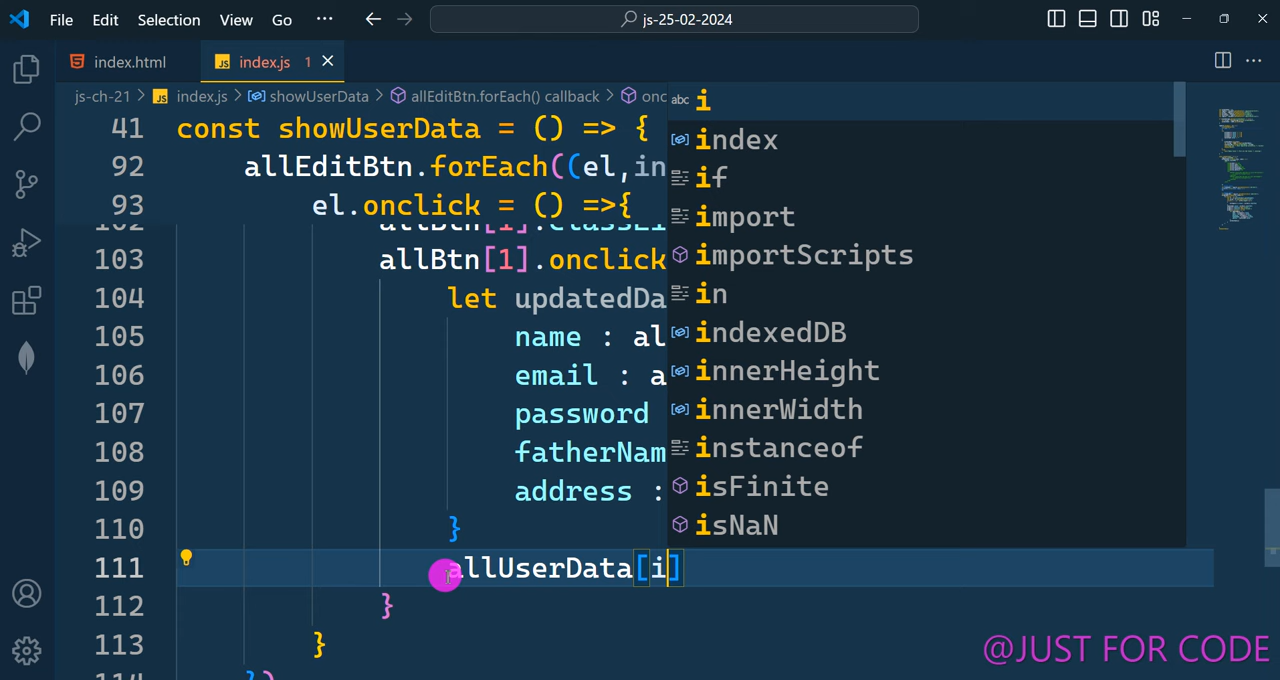 File Edit Selection View Go ··· js-25-02-2024
index.html index.js 1
js-ch-21 > index.js > showUserData > allEditBtn.forEach() callback > onc
41 const showUserData = () => {
92 allEditBtn.forEach((el,in
93 el.onclick = () =>{
103 allBtn[1].onclick
104 let updatedDa
105 name : al
106 email : a
107 password
108 fatherNam
109 address :
110 }
111 allUserData[i]
112 }
113 }
abc i
index
if
import
importScripts
in
indexedDB
innerHeight
innerWidth
instanceof
isFinite
isNaN
@JUST FOR CODE